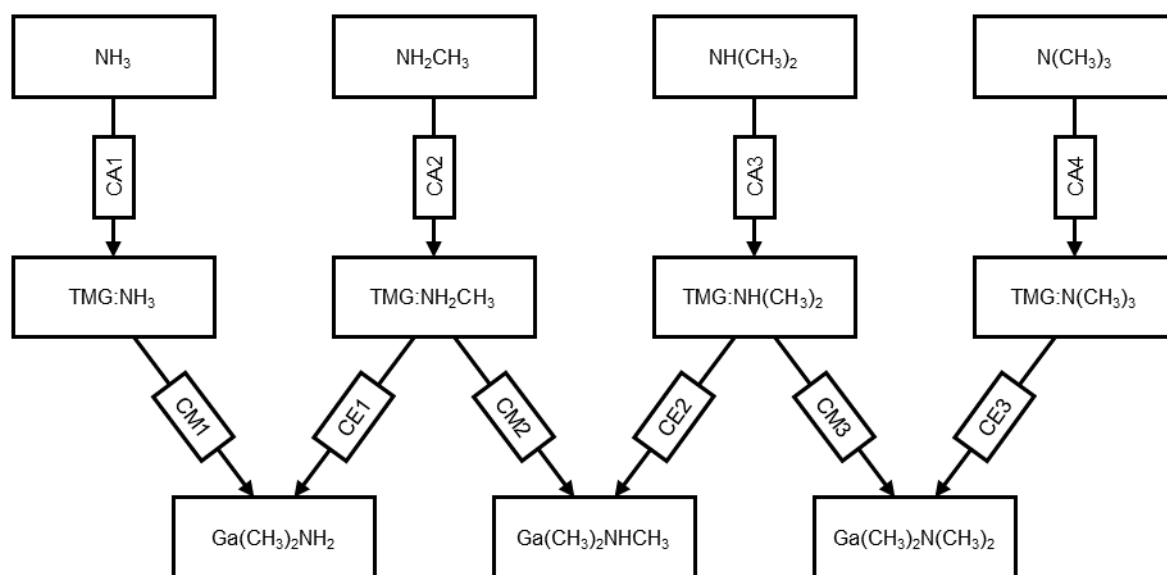 NH₃
NH₂CH₃
NH(CH₃)₂
N(CH₃)₃
CA1
CA2
CA3
CA4
TMG:NH₃
TMG:NH₂CH₃
TMG:NH(CH₃)₂
TMG:N(CH₃)₃
CM1
CE1
CM2
CE2
CM3
CE3
Ga(CH₃)₂NH₂
Ga(CH₃)₂NHCH₃
Ga(CH₃)₂N(CH₃)₂